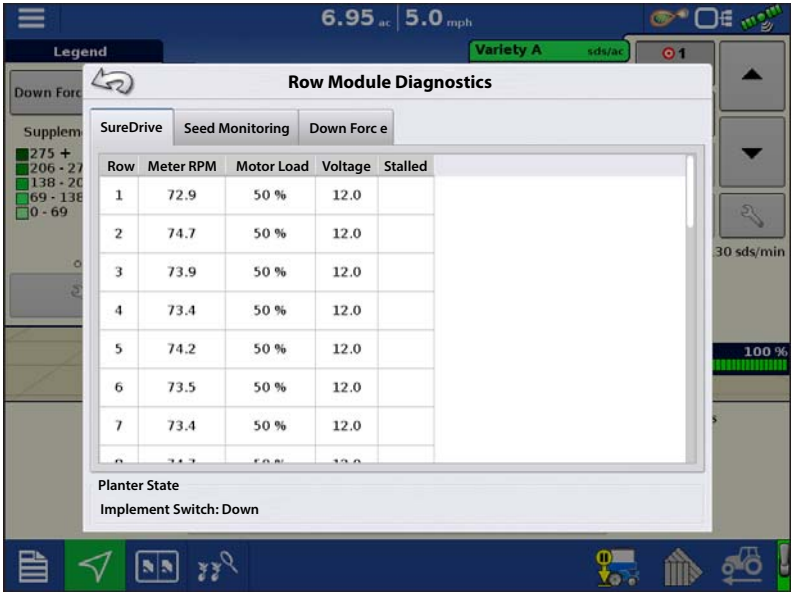 6.95 ac 5.0 mph
Legend
Variety A sds/ac
1
Down Forc
Row Module Diagnostics
Supplem
275 +
206 - 27
138 - 20
69 - 138
0 - 69
SureDrive Seed Monitoring Down Forc e
Row Meter RPM Motor Load Voltage Stalled
1 72.9 50 % 12.0
2 74.7 50 % 12.0
3 73.9 50 % 12.0
30 sds/min
4 73.4 50 % 12.0
5 74.2 50 % 12.0
100 %
6 73.5 50 % 12.0
7 73.4 50 % 12.0
Planter State
Implement Switch: Down